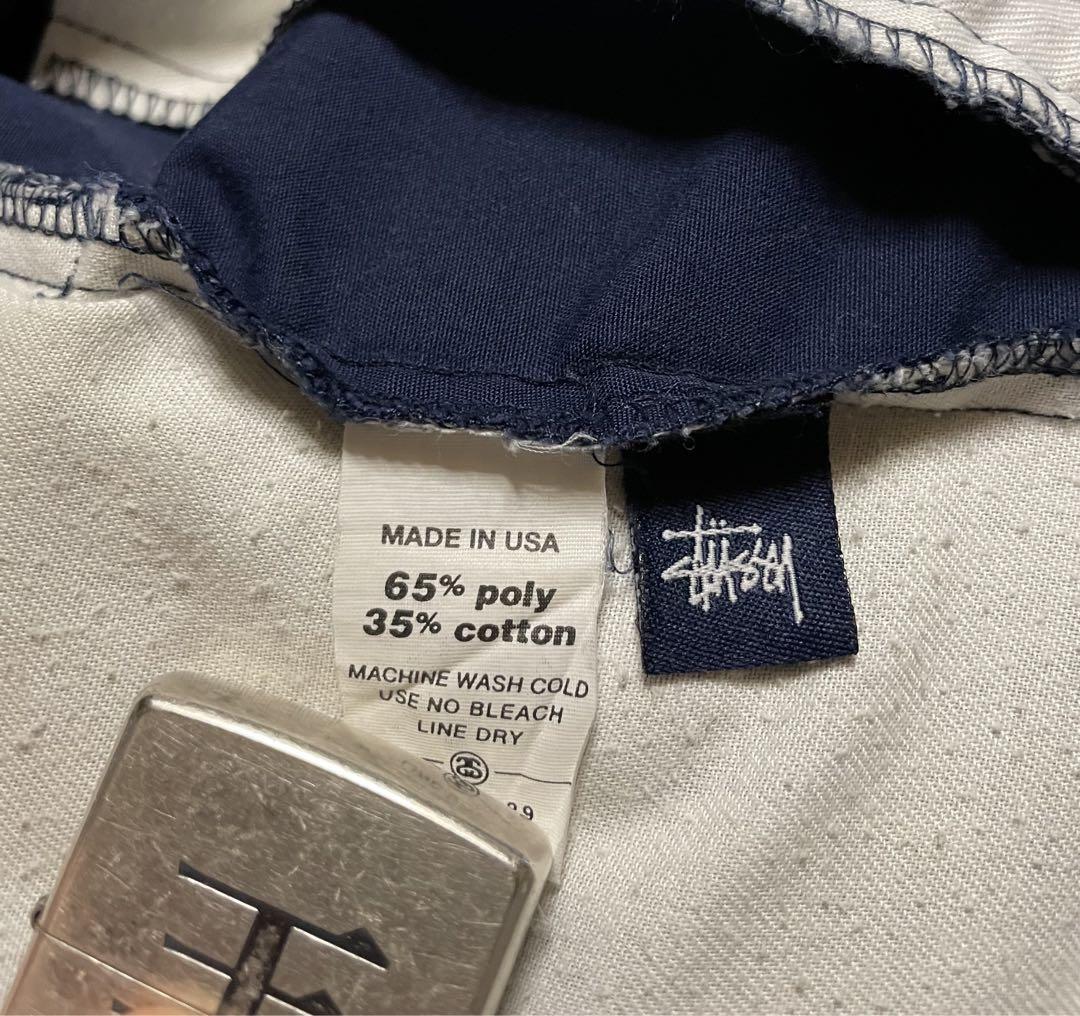 MADE IN USA
65% poly
35% cotton
MACHINE WASH COLD
USE NO BLEACH
LINE DRY
Stüssy